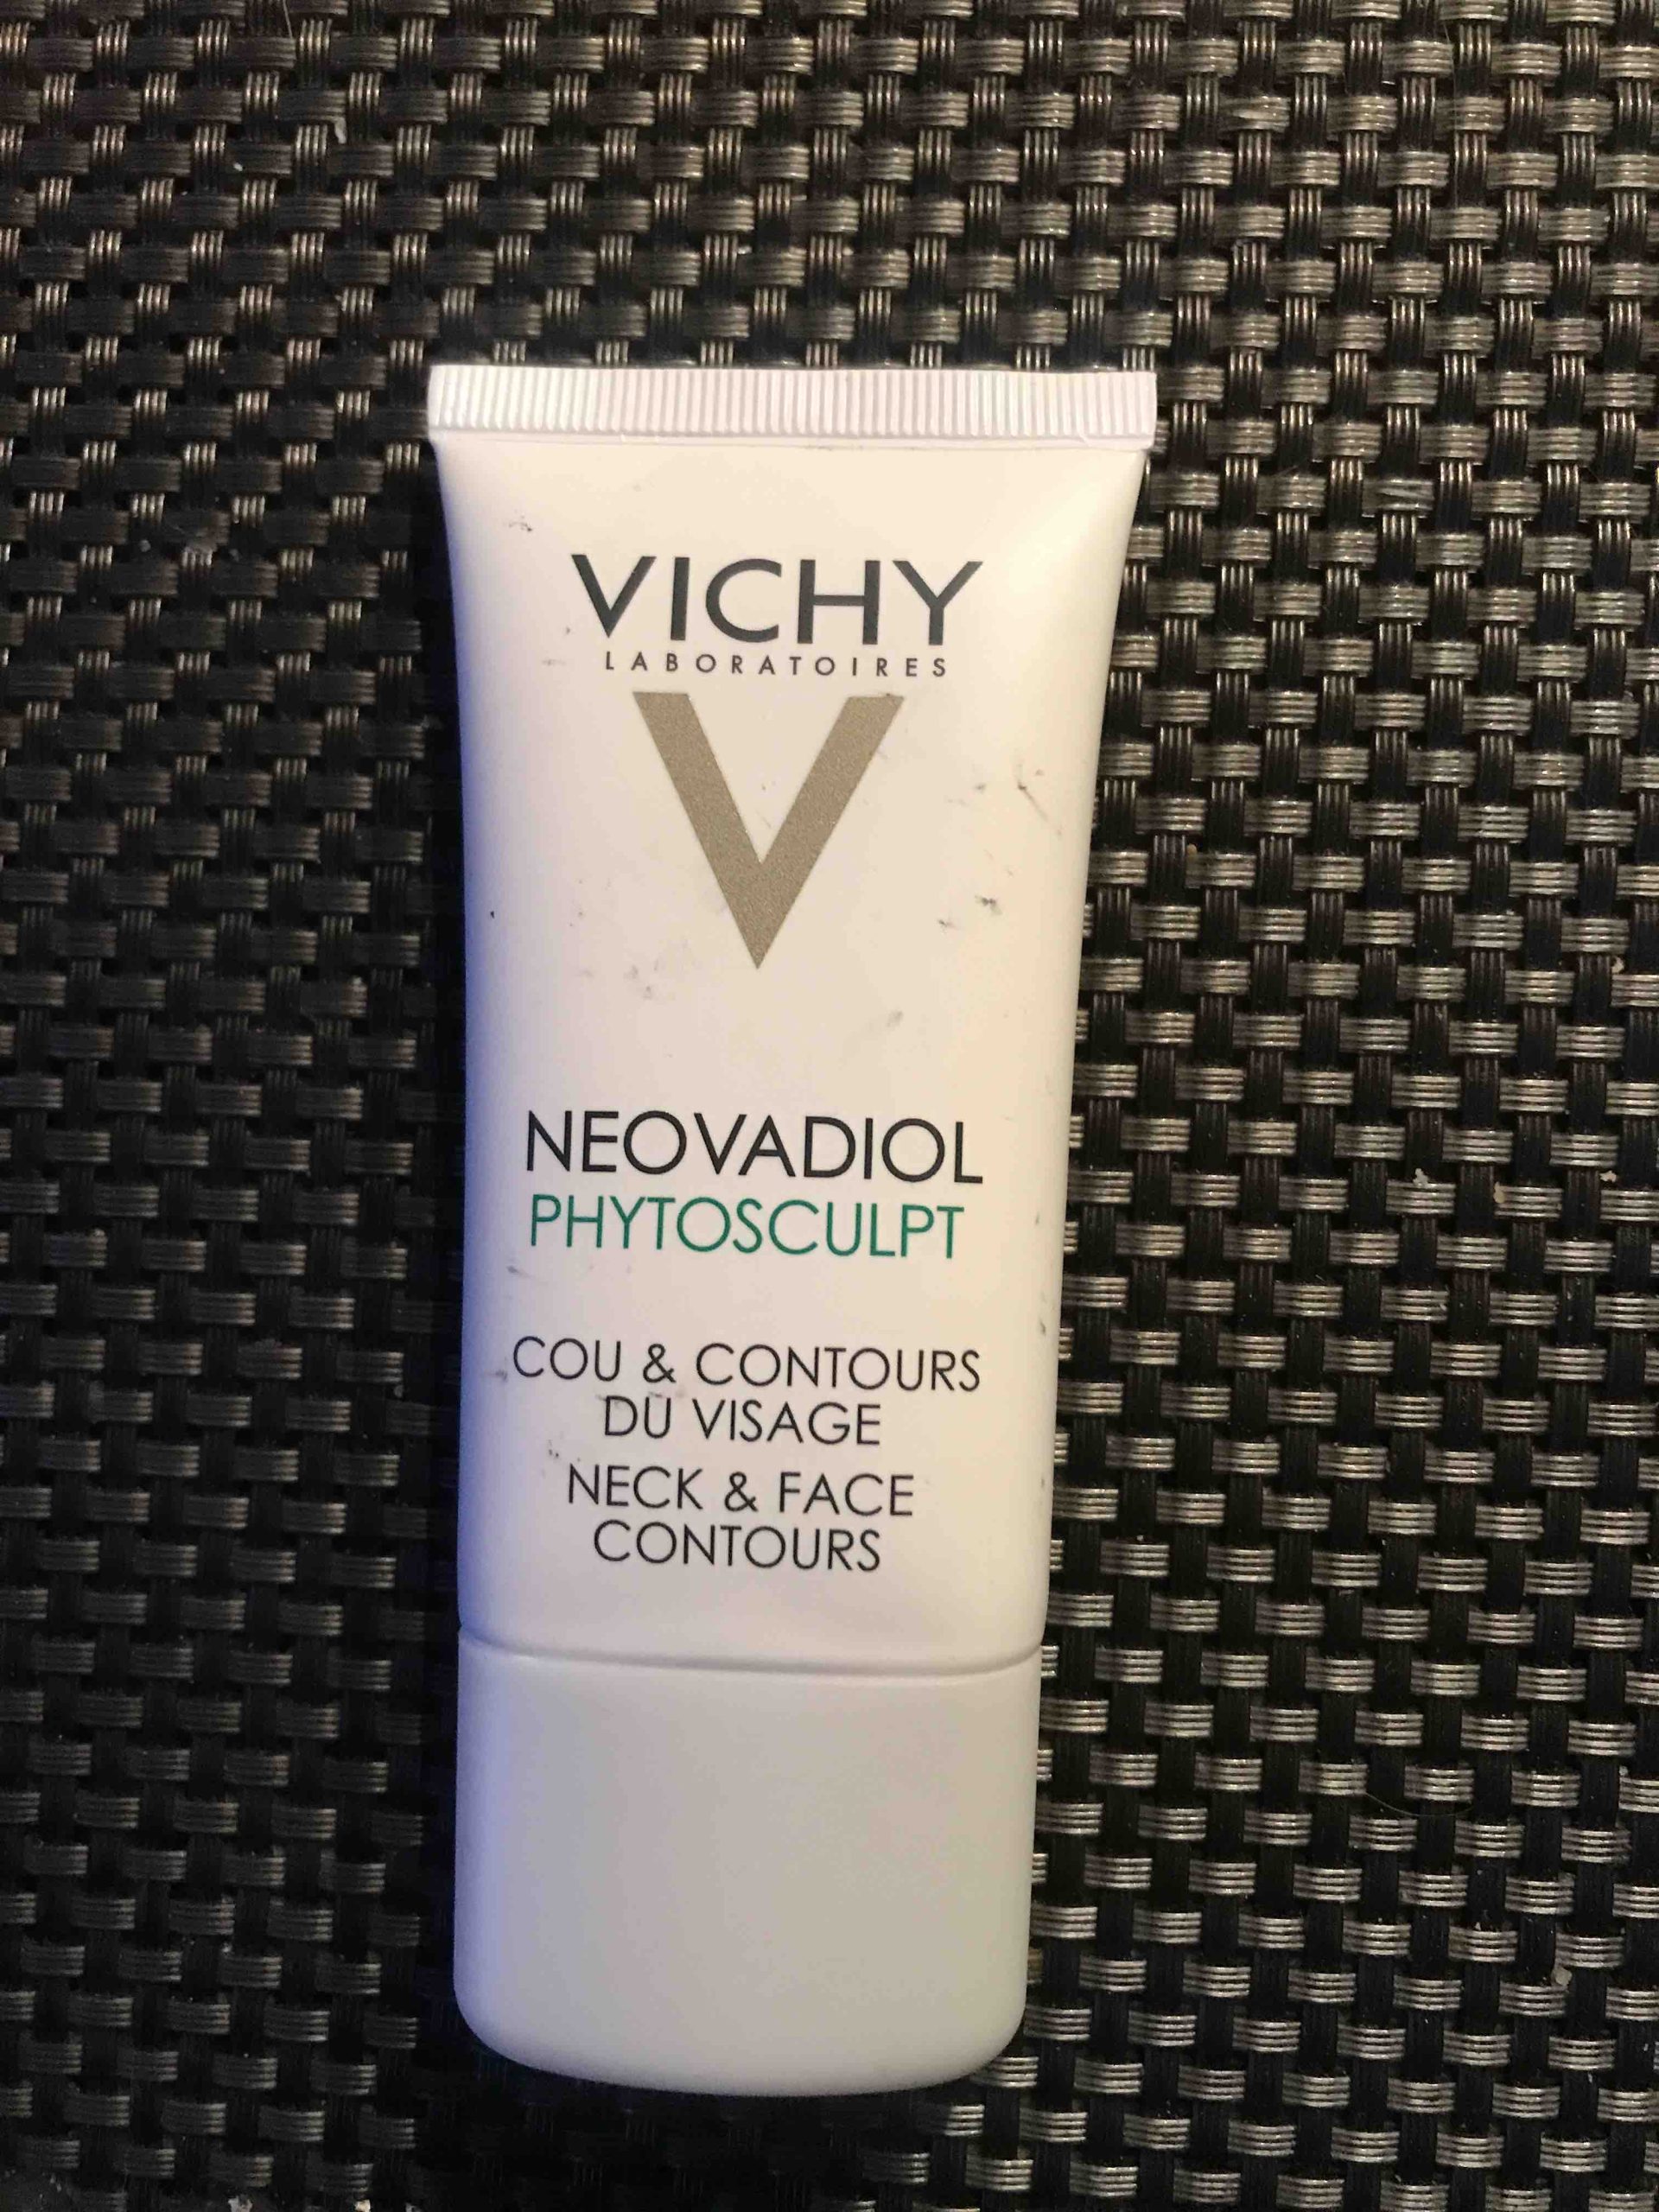 VICHY
LABORATOIRES
V
NEOVADIOL
PHYTOSCULPT
COU & CONTOURS
DU VISAGE
NECK & FACE
CONTOURS